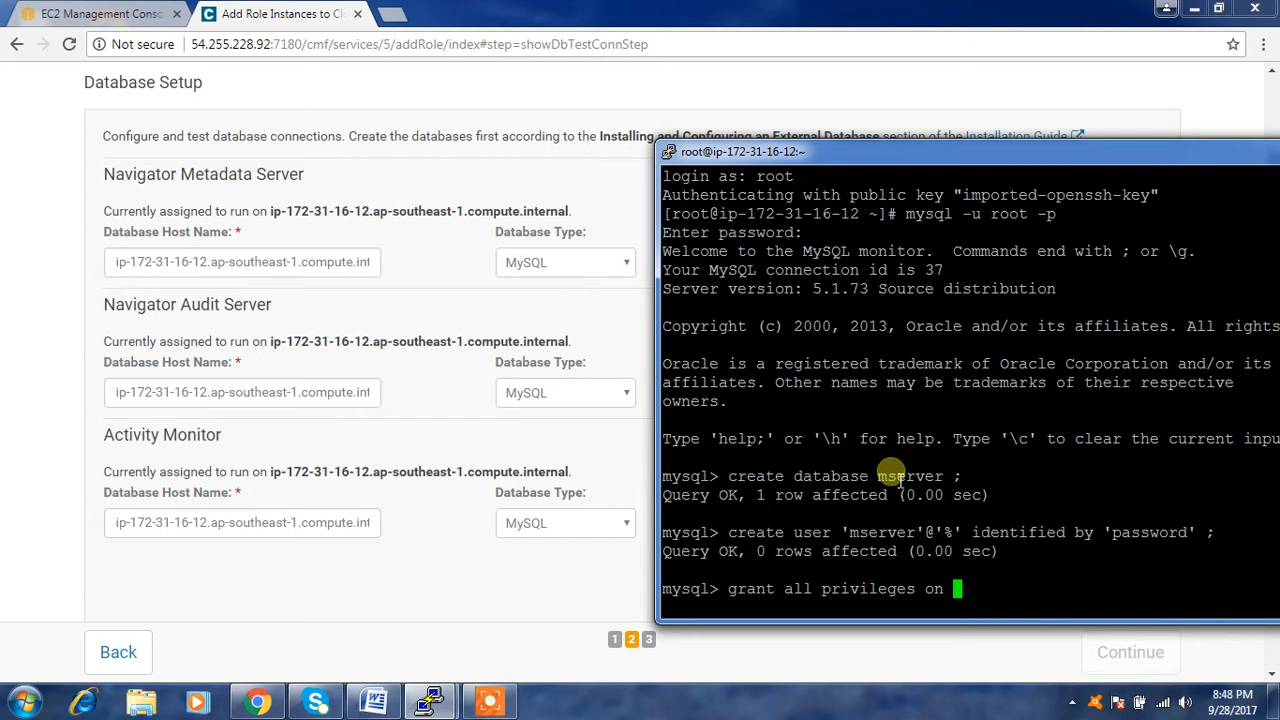 EC2 Management Conso
Add Role Instances to Clu
Not secure
54.255.228.92:7180/cmf/services/5/addRole/index#step=showDbTestConnStep
Database Setup
Configure and test database connections. Create the databases first according to the Installing and Configuring an External Database section of the Installation Guide
Navigator Metadata Server
Currently assigned to run on ip-172-31-16-12.ap-southeast-1.compute.internal.
Database Host Name: *
Database Type:
ip-172-31-16-12.ap-southeast-1.compute.int
MySQL
Navigator Audit Server
Currently assigned to run on ip-172-31-16-12.ap-southeast-1.compute.internal.
Database Host Name: *
Database Type:
ip-172-31-16-12.ap-southeast-1.compute.int
MySQL
Activity Monitor
Currently assigned to run on ip-172-31-16-12.ap-southeast-1.compute.internal.
Database Host Name: *
Database Type:
ip-172-31-16-12.ap-southeast-1.compute.int
MySQL
Back
1 2 3
Continue
root@ip-172-31-16-12:~
login as: root
Authenticating with public key "imported-openssh-key"
[root@ip-172-31-16-12 ~]# mysql -u root -p
Enter password:
Welcome to the MySQL monitor.  Commands end with ; or \g.
Your MySQL connection id is 37
Server version: 5.1.73 Source distribution
Copyright (c) 2000, 2013, Oracle and/or its affiliates. All rights
Oracle is a registered trademark of Oracle Corporation and/or its
affiliates. Other names may be trademarks of their respective
owners.
Type 'help;' or '\h' for help. Type '\c' to clear the current inpu
mysql> create database mserver ;
Query OK, 1 row affected (0.00 sec)
mysql> create user 'mserver'@'%' identified by 'password' ;
Query OK, 0 rows affected (0.00 sec)
mysql> grant all privileges on
8:48 PM
9/28/2017